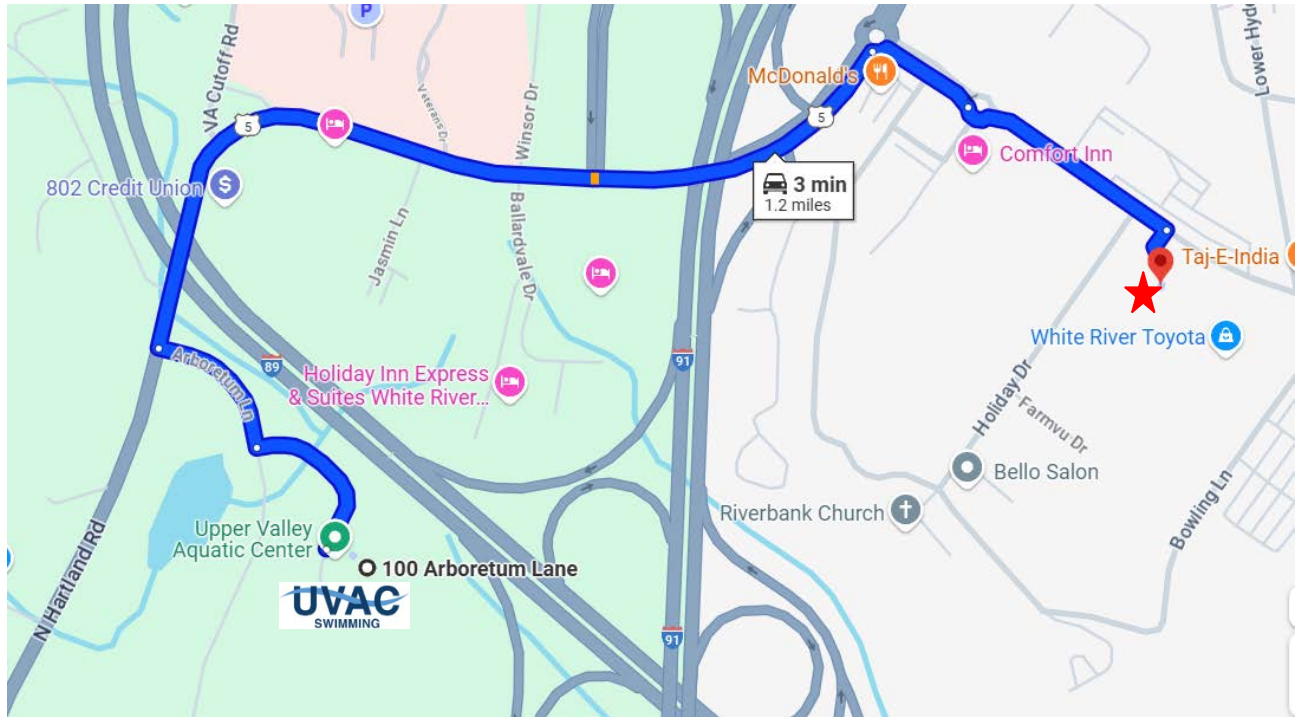 P
VA Cutoff Rd
Veterans Dr
Winsor Dr
Lower Hyd
McDonald's
5
5
802 Credit Union
$
Comfort Inn
3 min
1.2 miles
Jasmin Ln
Ballardvale Dr
Taj-E-India
White River Toyota
Arboretum Ln
89
91
Holiday Inn Express
& Suites White River...
Holiday Dr
Farmvu Dr
Bello Salon
Riverbank Church
Bowling Ln
Upper Valley
Aquatic Center
100 Arboretum Lane
UVAC
SWIMMING
N Hartland Rd
91